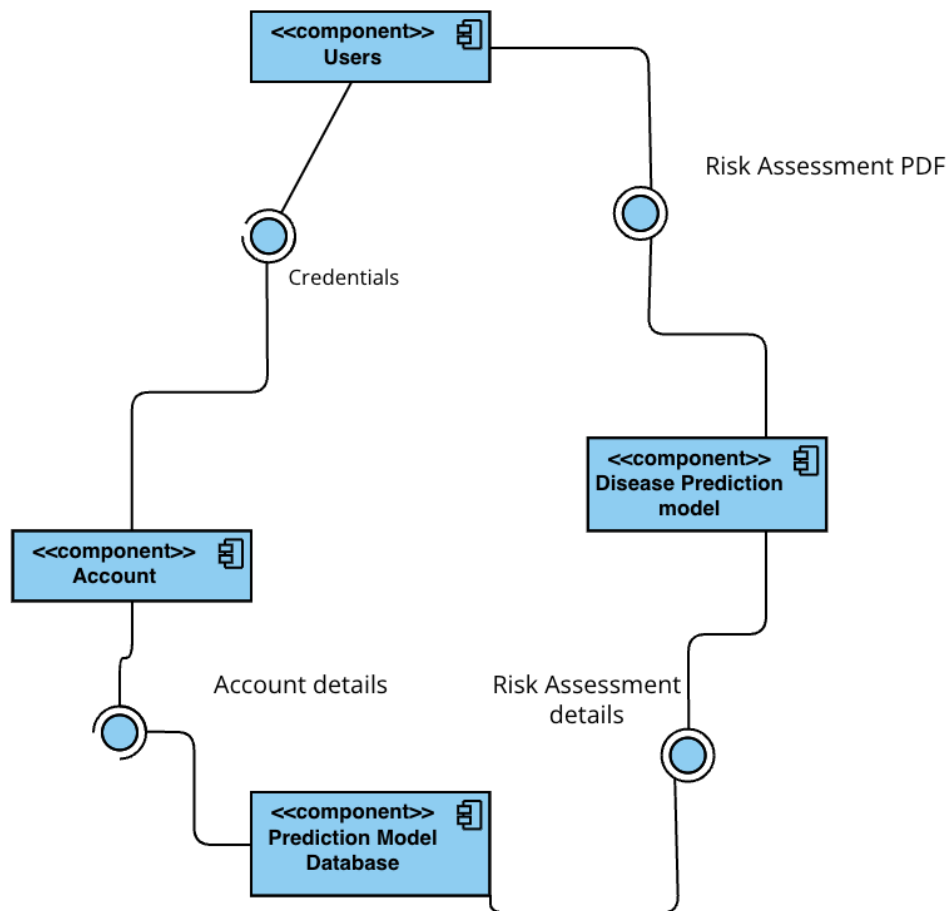 <<component>>
Users
Risk Assessment PDF
Credentials
<<component>>
Disease Prediction
model
<<component>>
Account
Account details
Risk Assessment
details
<<component>>
Prediction Model
Database